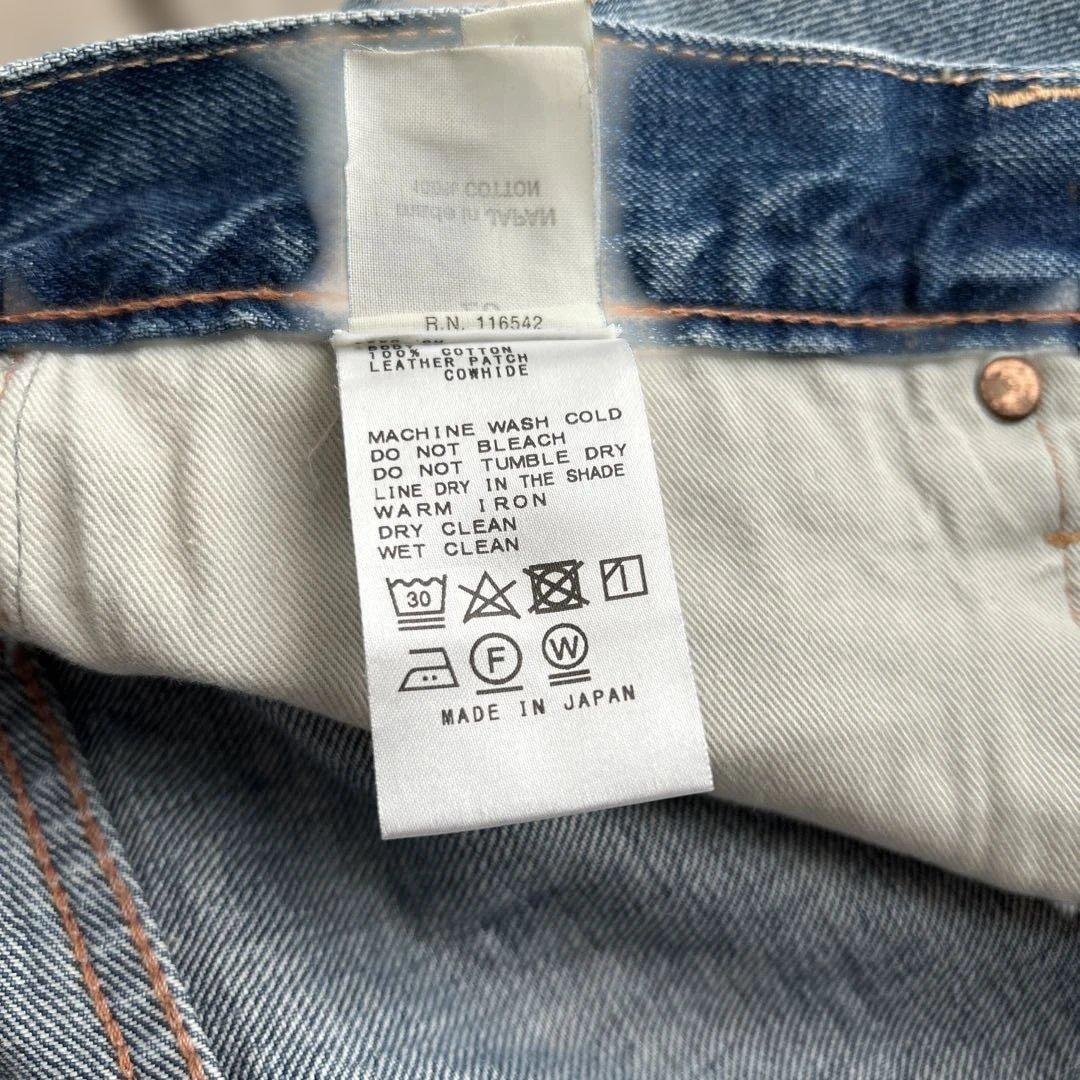 100% COTTON
made in JAPAN
R.N. 116542
100% COTTON
LEATHER PATCH
COWHIDE
MACHINE WASH COLD
DO NOT BLEACH
DO NOT TUMBLE DRY
LINE DRY IN THE SHADE
WARM IRON
DRY CLEAN
WET CLEAN
30
F W
MADE IN JAPAN